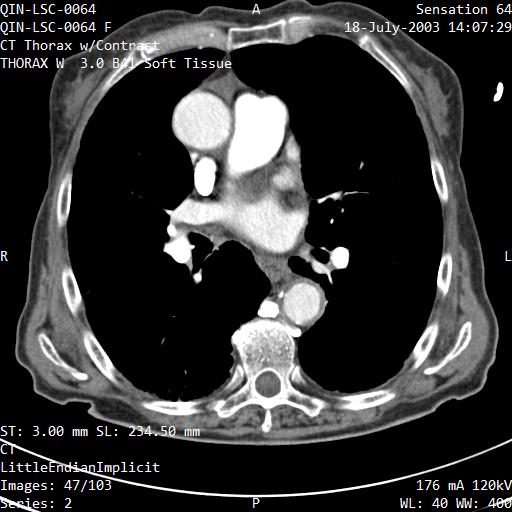 QIN-LSC-0064
A
Sensation 64
QIN-LSC-0064 F
18-July-2003 14:07:29
CT Thorax w/Contrast
THORAX W 3.0 B41 Soft Tissue
R
L
ST: 3.00 mm SL: 234.50 mm
CT
LittleEndianImplicit
Images: 47/103
176 mA 120kV
Series: 2
P
WL: 40 WW: 400